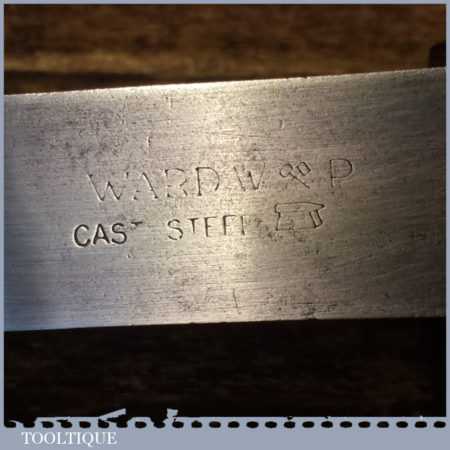 WARD W & P
CAST STEEL
TOOLTIQUE